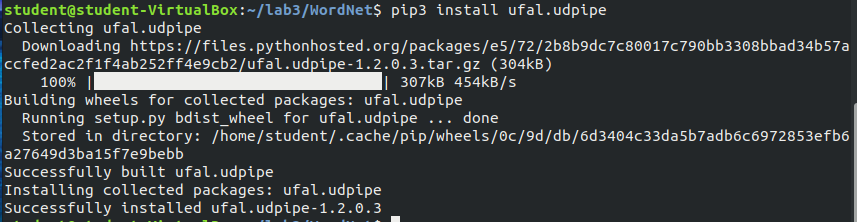 student@student-VirtualBox:~/lab3/WordNet$ pip3 install ufal.udpipe
Collecting ufal.udpipe
  Downloading https://files.pythonhosted.org/packages/e5/72/2b8b9dc7c80017c790bb3308bbad34b57a
ccfed2ac2f1f4ab252ff4e9cb2/ufal.udpipe-1.2.0.3.tar.gz (304kB)
    100% |████████████████████████████████| 307kB 454kB/s
Building wheels for collected packages: ufal.udpipe
  Running setup.py bdist_wheel for ufal.udpipe ... done
  Stored in directory: /home/student/.cache/pip/wheels/0c/9d/db/6d3404c33da5b7adb6c6972853efb6
a27649d3ba15f7e9bebb
Successfully built ufal.udpipe
Installing collected packages: ufal.udpipe
Successfully installed ufal.udpipe-1.2.0.3